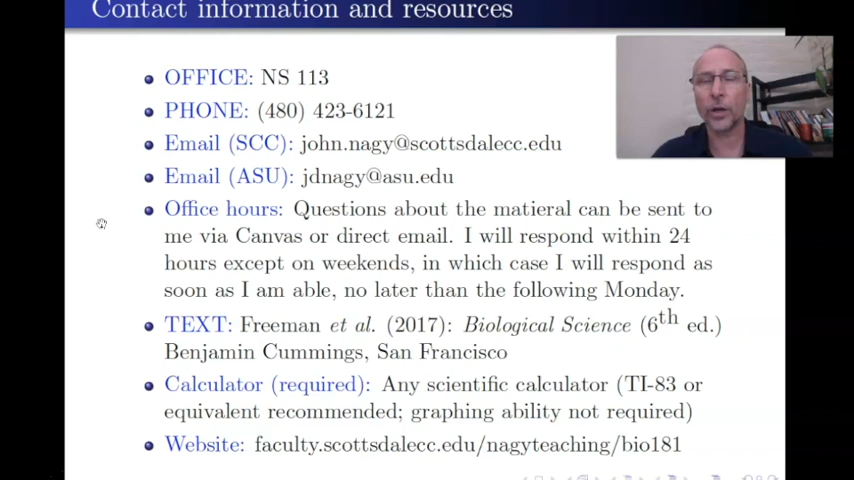 Contact information and resources
OFFICE: NS 113
PHONE: (480) 423-6121
Email (SCC): john.nagy@scottsdalecc.edu
Email (ASU): jdnagy@asu.edu
Office hours: Questions about the matieral can be sent to
me via Canvas or direct email. I will respond within 24
hours except on weekends, in which case I will respond as
soon as I am able, no later than the following Monday.
TEXT: Freeman et al. (2017): Biological Science (6th ed.)
Benjamin Cummings, San Francisco
Calculator (required): Any scientific calculator (TI-83 or
equivalent recommended; graphing ability not required)
Website: faculty.scottsdalecc.edu/nagyteaching/bio181